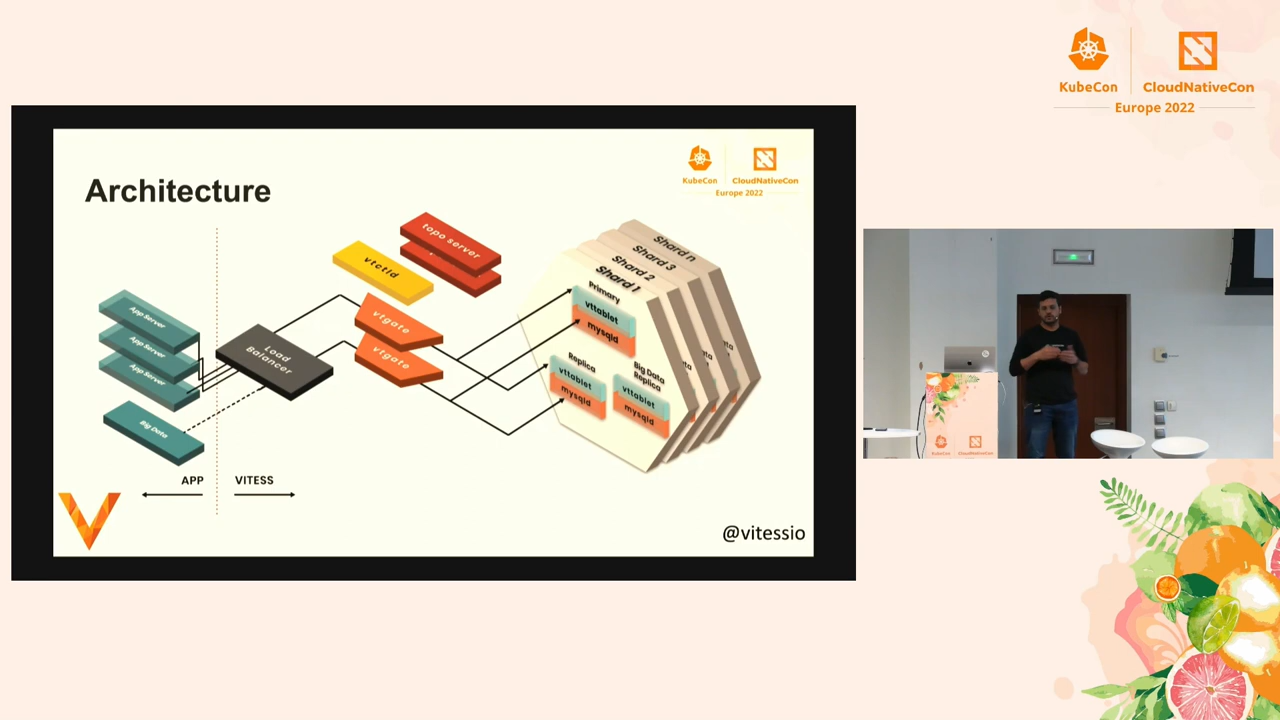 KubeCon
CloudNativeCon
Europe 2022
Architecture
KubeCon
CloudNativeCon
Europe 2022
topo server
vtctld
vtgate
vtgate
App Server
App Server
App Server
Big Data
Load
Balancer
Shard n
Shard 3
Shard 2
Shard 1
Primary
vttablet
mysqld
Replica
vttablet
mysqld
Big Data
Replica
vttablet
mysqld
APP
VITESS
@vitessio
KubeCon
CloudNativeCon